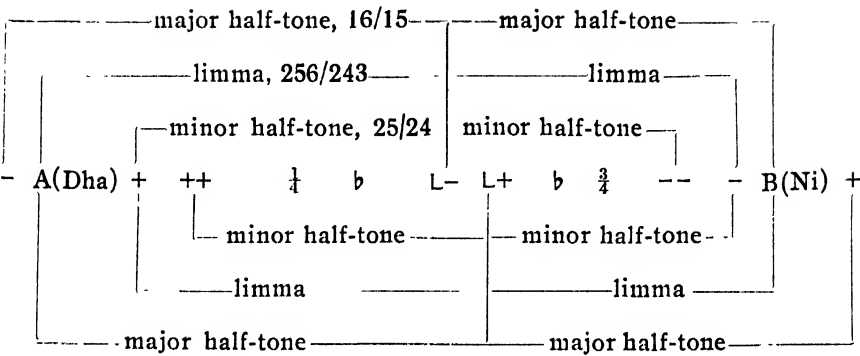 major half-tone, 16/15 major half-tone
limma, 256/243 limma
minor half-tone, 25/24 minor half-tone
- A(Dha) + ++ ¼ ♭ L- L+ ♭ ¾ -- - B(Ni) +
minor half-tone minor half-tone
limma limma
major half-tone major half-tone